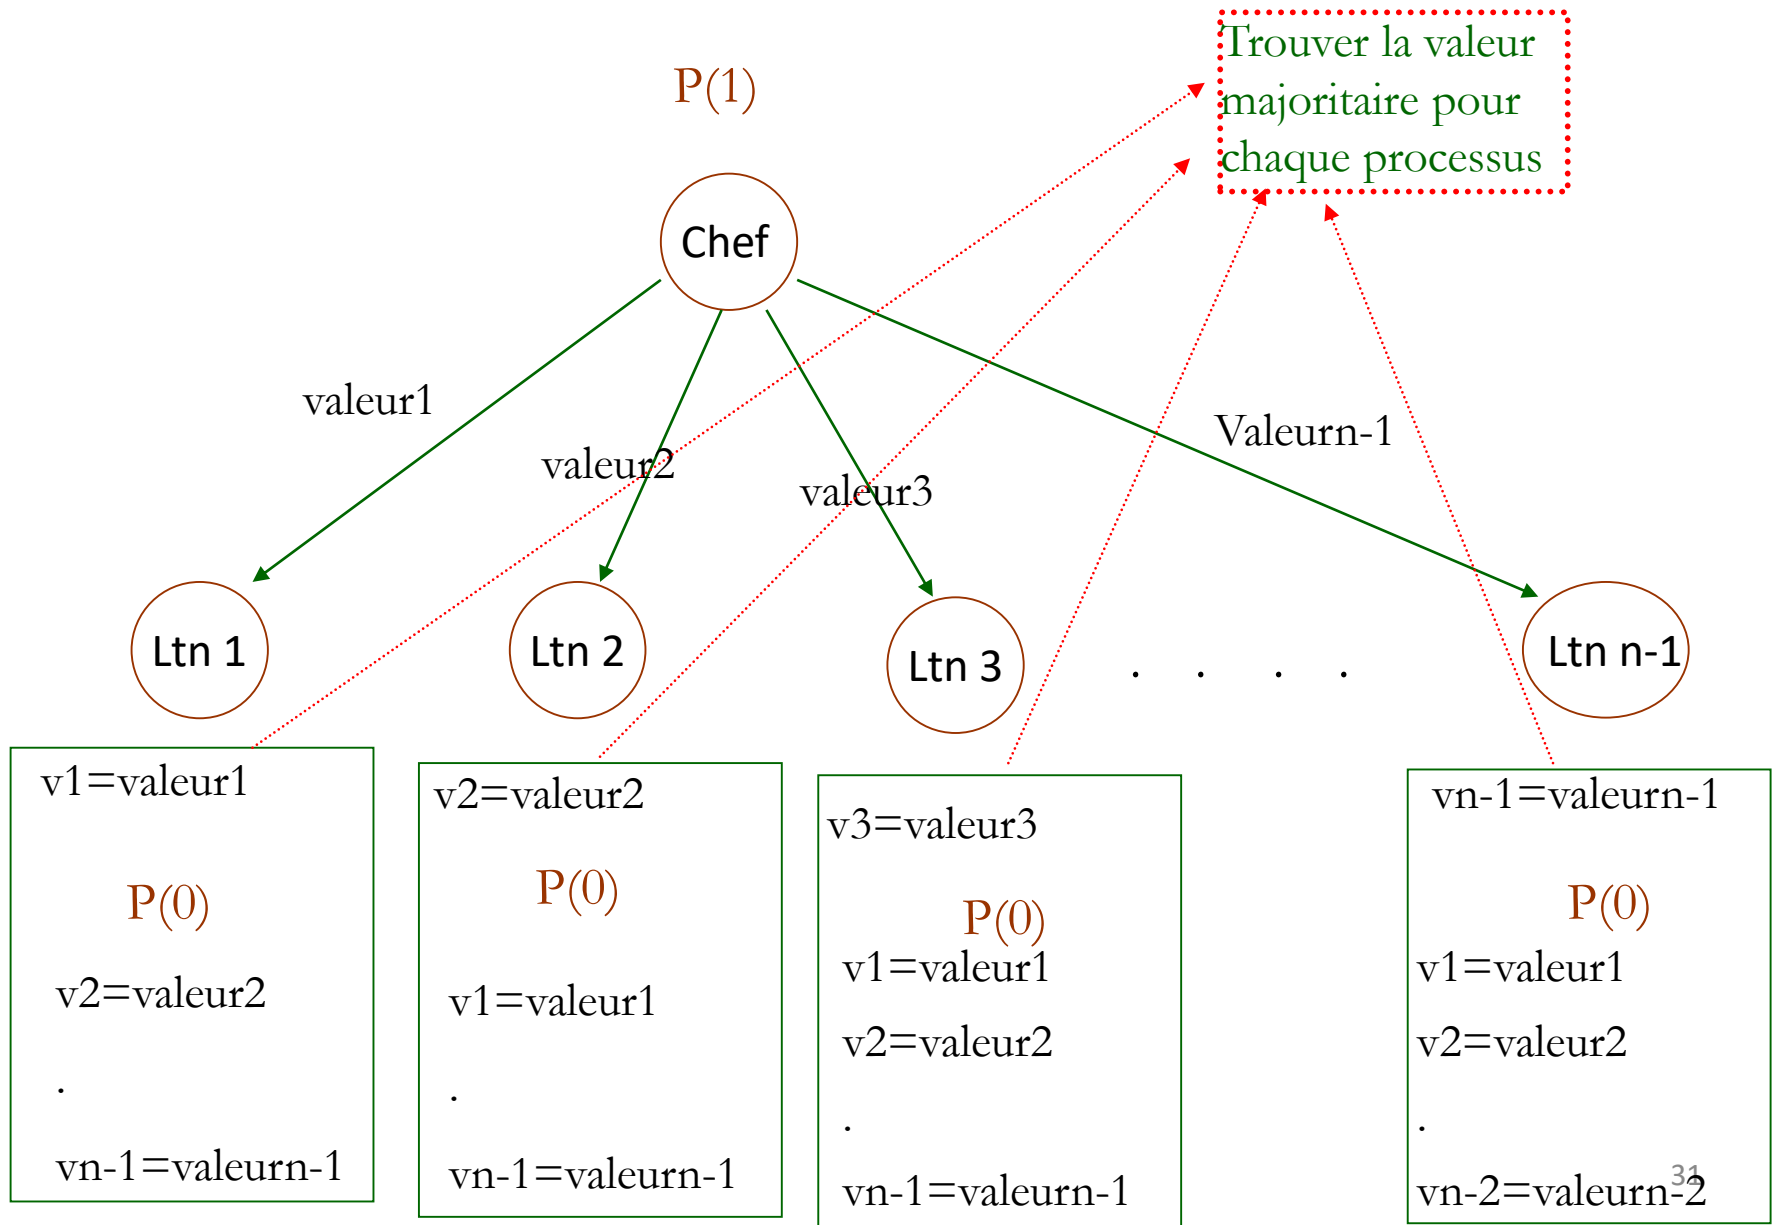 Trouver la valeur
majoritaire pour
chaque processus
P(1)
Chef
valeur1
valeur2
valeur3
Valeurn-1
Ltn 1
Ltn 2
Ltn 3
. . . .
Ltn n-1
v1=valeur1
P(0)
v2=valeur2
.
vn-1=valeurn-1
v2=valeur2
P(0)
v1=valeur1
.
vn-1=valeurn-1
v3=valeur3
P(0)
v1=valeur1
v2=valeur2
.
vn-1=valeurn-1
vn-1=valeurn-1
P(0)
v1=valeur1
v2=valeur2
.
vn-2=valeurn-2
31